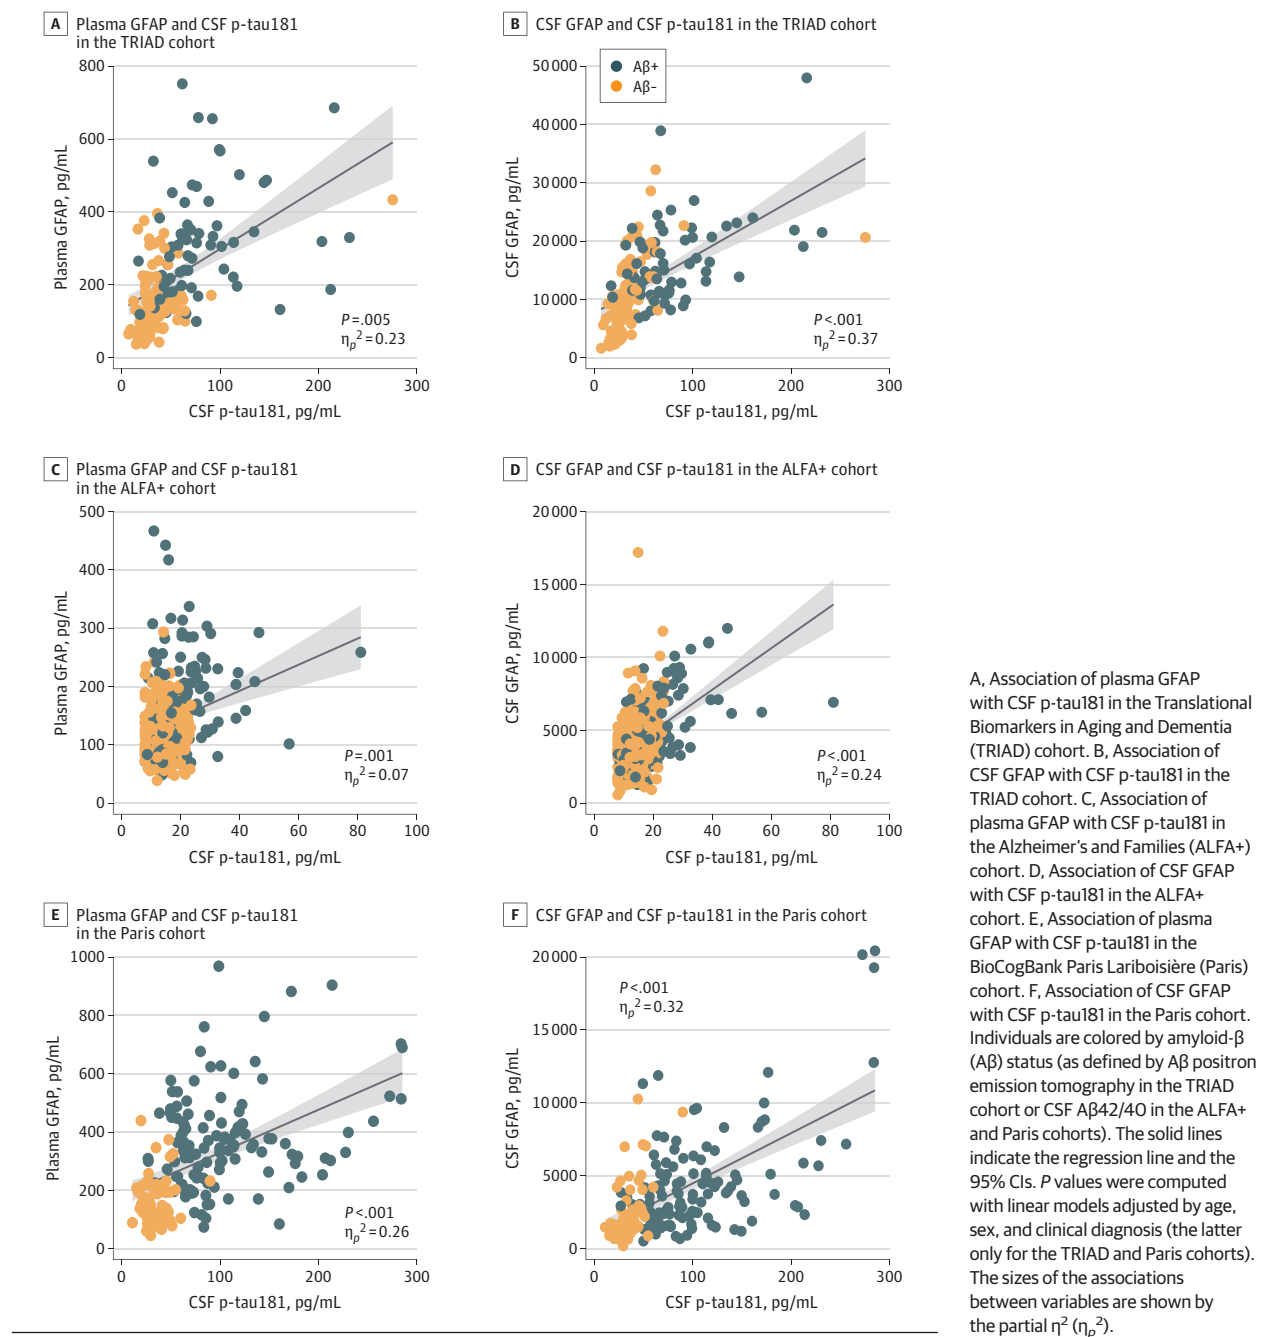 A Plasma GFAP and CSF p-tau181
in the TRIAD cohort
800
600
400
200
0
Plasma GFAP, pg/mL
P=.005
ηp2=0.23
0 100 200 300
CSF p-tau181, pg/mL
B CSF GFAP and CSF p-tau181 in the TRIAD cohort
Aβ+
Aβ-
50000
40000
30000
20000
10000
0
CSF GFAP, pg/mL
P<.001
ηp2=0.37
0 100 200 300
CSF p-tau181, pg/mL
C Plasma GFAP and CSF p-tau181
in the ALFA+ cohort
500
400
300
200
100
0
Plasma GFAP, pg/mL
P=.001
ηp2=0.07
0 20 40 60 80 100
CSF p-tau181, pg/mL
D CSF GFAP and CSF p-tau181 in the ALFA+ cohort
20000
15000
10000
5000
0
CSF GFAP, pg/mL
P<.001
ηp2=0.24
0 20 40 60 80 100
CSF p-tau181, pg/mL
E Plasma GFAP and CSF p-tau181
in the Paris cohort
1000
800
600
400
200
0
Plasma GFAP, pg/mL
P<.001
ηp2=0.26
0 100 200 300
CSF p-tau181, pg/mL
F CSF GFAP and CSF p-tau181 in the Paris cohort
20000
15000
10000
5000
0
CSF GFAP, pg/mL
P<.001
ηp2=0.32
0 100 200 300
CSF p-tau181, pg/mL
A, Association of plasma GFAP
with CSF p-tau181 in the Translational
Biomarkers in Aging and Dementia
(TRIAD) cohort. B, Association of
CSF GFAP with CSF p-tau181 in the
TRIAD cohort. C, Association of
plasma GFAP with CSF p-tau181 in
the Alzheimer's and Families (ALFA+)
cohort. D, Association of CSF GFAP
with CSF p-tau181 in the ALFA+
cohort. E, Association of plasma
GFAP with CSF p-tau181 in the
BioCogBank Paris Lariboisière (Paris)
cohort. F, Association of CSF GFAP
with CSF p-tau181 in the Paris cohort.
Individuals are colored by amyloid-β
(Aβ) status (as defined by Aβ positron
emission tomography in the TRIAD
cohort or CSF Aβ42/40 in the ALFA+
and Paris cohorts). The solid lines
indicate the regression line and the
95% CIs. P values were computed
with linear models adjusted by age,
sex, and clinical diagnosis (the latter
only for the TRIAD and Paris cohorts).
The sizes of the associations
between variables are shown by
the partial η2 (ηp2).